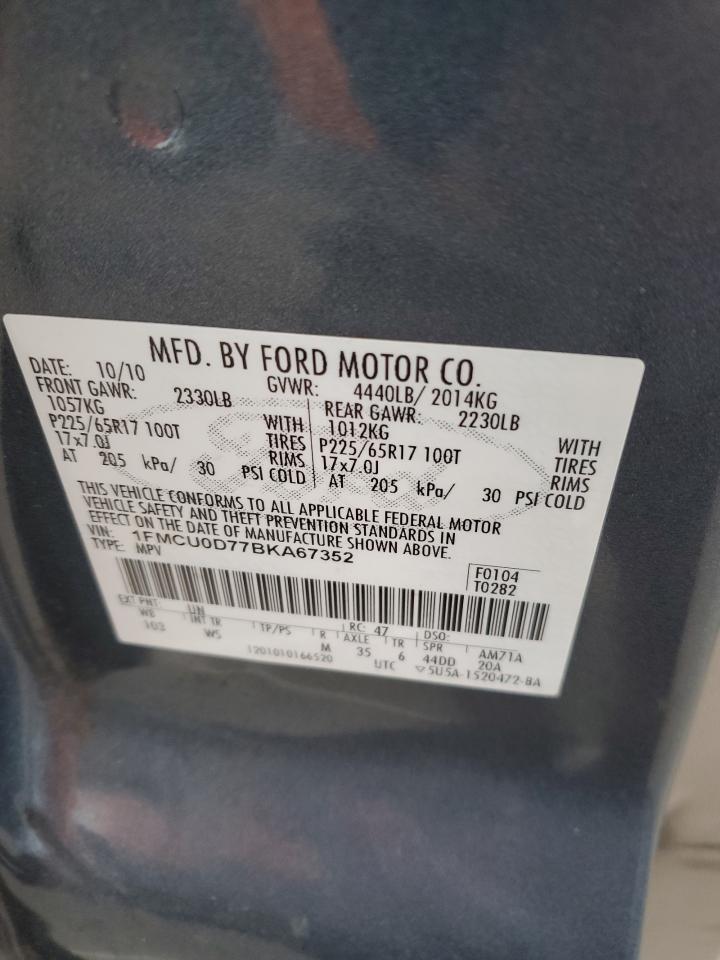 MFD. BY FORD MOTOR CO.
DATE: 10/10 GVWR: 4440LB/ 2014KG
FRONT GAWR: 2330LB REAR GAWR: 2230LB
1057KG WITH 1012KG WITH
P225/65R17 100T TIRES P225/65R17 100T TIRES
17x7.0J RIMS 17x7.0J RIMS
AT 205 kPa/ 30 PSI COLD AT 205 kPa/ 30 PSI COLD
THIS VEHICLE CONFORMS TO ALL APPLICABLE FEDERAL MOTOR
VEHICLE SAFETY AND THEFT PREVENTION STANDARDS IN
EFFECT ON THE DATE OF MANUFACTURE SHOWN ABOVE.
VIN: 1FMCU0D77BKA67352
TYPE: MPV
F0104
T0282
EXT PNT: UN RC: 47 DSO:
WB INT TR TP/PS R AXLE TR SPR AM71A
103 WS M 35 6 44DD 20A
1201010166520 UTC ▽5U5A-1520472-BA